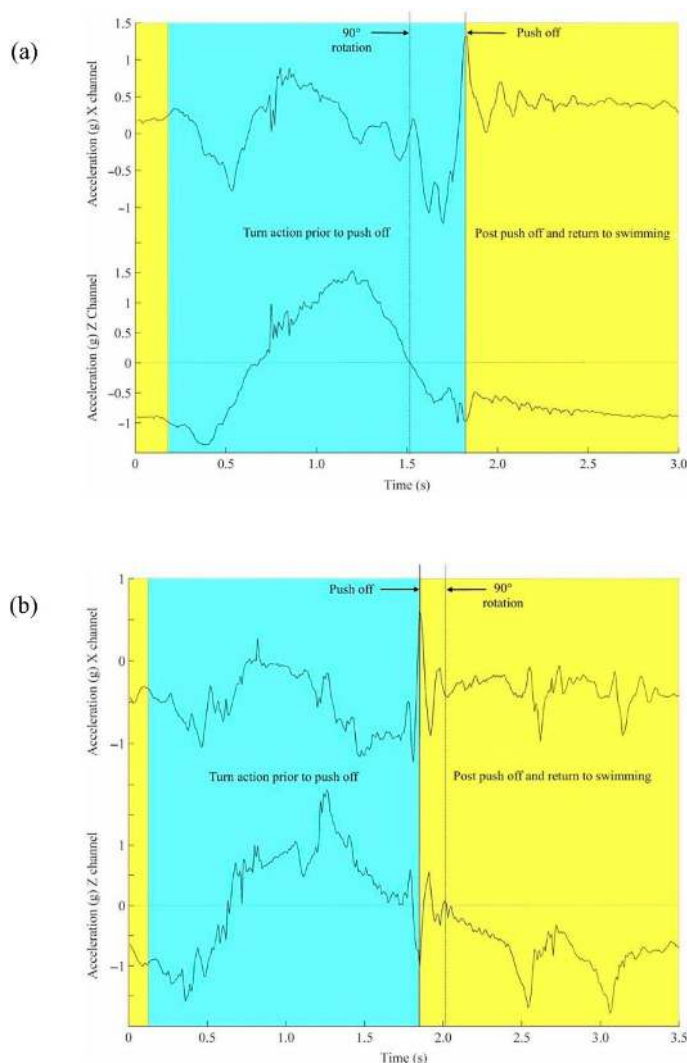 (a)
90°
rotation
Push off
Acceleration (g) X channel
1.5
0.5
0
−0.5
−1
Turn action prior to push off
Post push off and return to swimming
Acceleration (g) Z Channel
1.5
1
0.5
0
−0.5
−1
0 0.5 1.0 1.5 2.0 2.5 3.0
Time (s)
(b)
Push off
90°
rotation
Acceleration (g) X channel
1
0
−1
Turn action prior to push off
Post push off and return to swimming
Acceleration (g) Z channel
1
0
−1
0 0.5 1.0 1.5 2.0 2.5 3.0 3.5
Time (s)